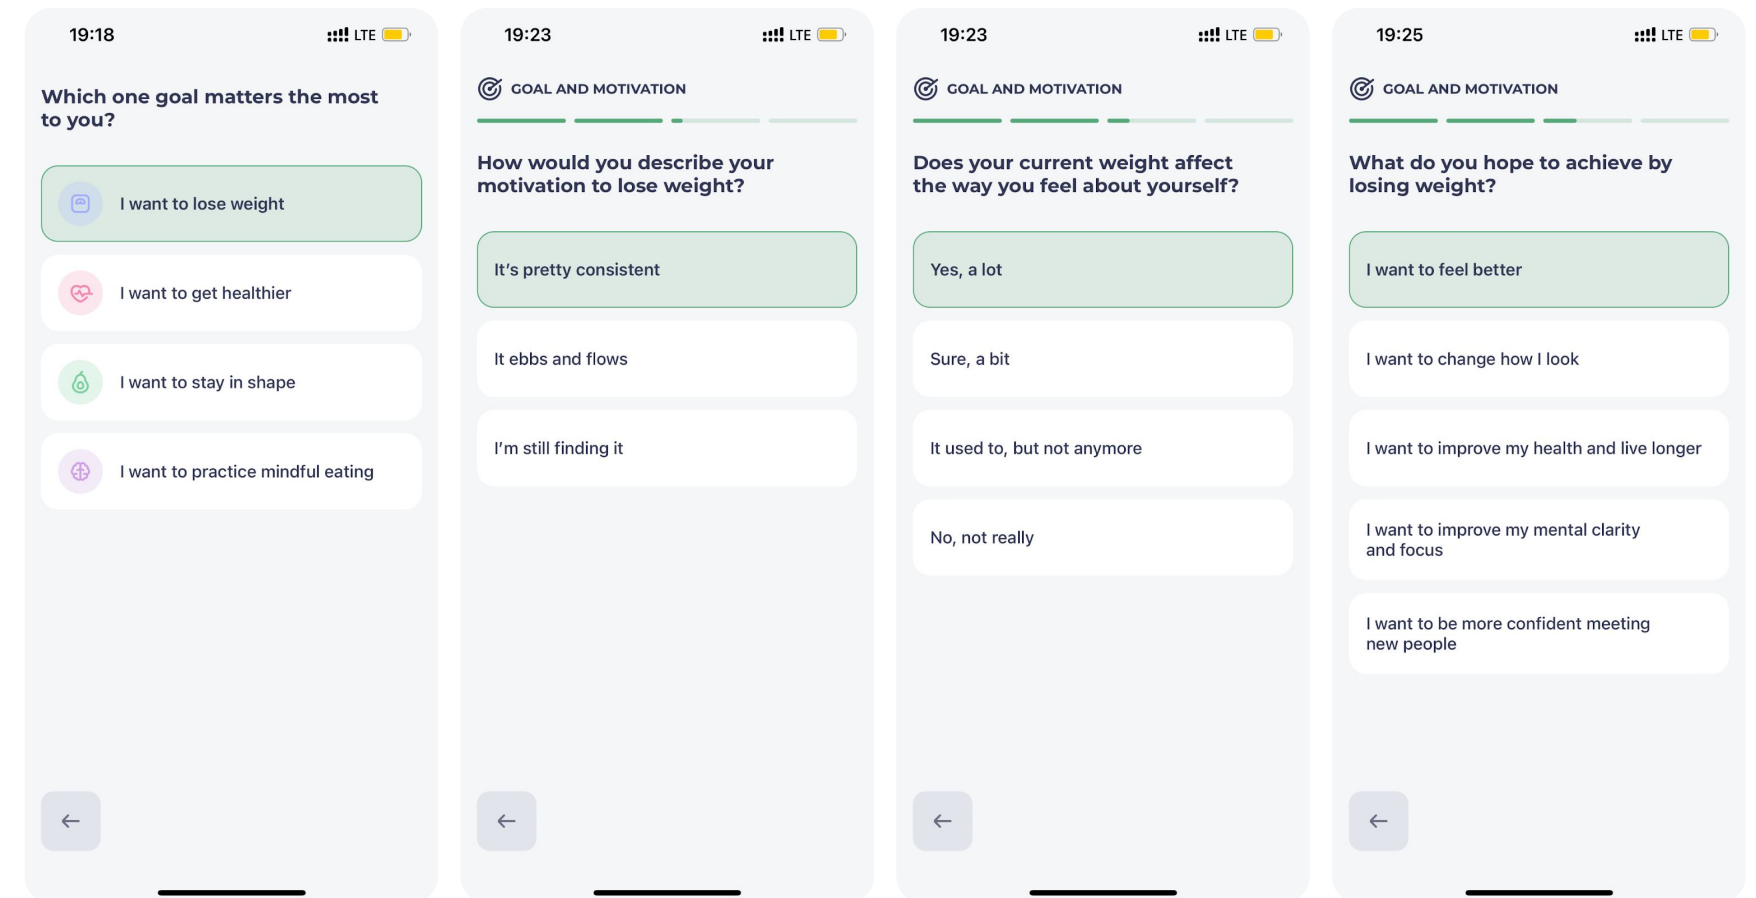 19:18
LTE
Which one goal matters the most
to you?
I want to lose weight
I want to get healthier
I want to stay in shape
I want to practice mindful eating
19:23
LTE
GOAL AND MOTIVATION
How would you describe your
motivation to lose weight?
It's pretty consistent
It ebbs and flows
I'm still finding it
19:23
LTE
GOAL AND MOTIVATION
Does your current weight affect
the way you feel about yourself?
Yes, a lot
Sure, a bit
It used to, but not anymore
No, not really
19:25
LTE
GOAL AND MOTIVATION
What do you hope to achieve by
losing weight?
I want to feel better
I want to change how I look
I want to improve my health and live longer
I want to improve my mental clarity
and focus
I want to be more confident meeting
new people